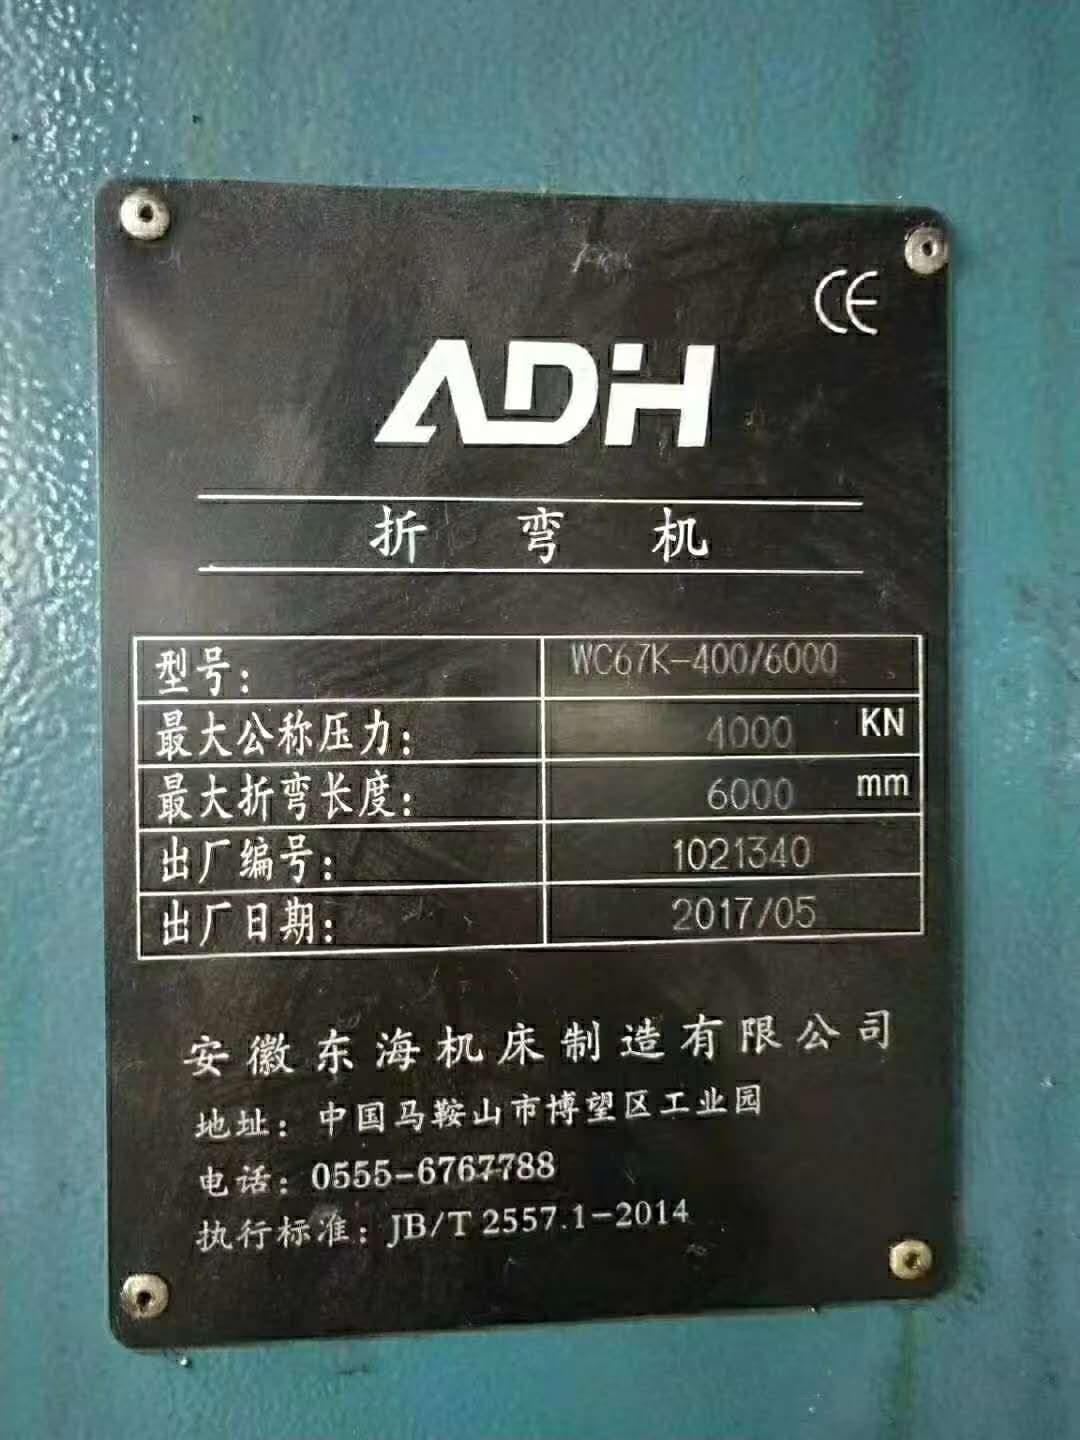 CE
ADH
折弯机
型号: WC67K-400/6000
最大公称压力: 4000 KN
最大折弯长度: 6000 mm
出厂编号: 1021340
出厂日期: 2017/05
安徽东海机床制造有限公司
地址: 中国马鞍山市博望区工业园
电话: 0555-6767788
执行标准: JB/T 2557.1-2014